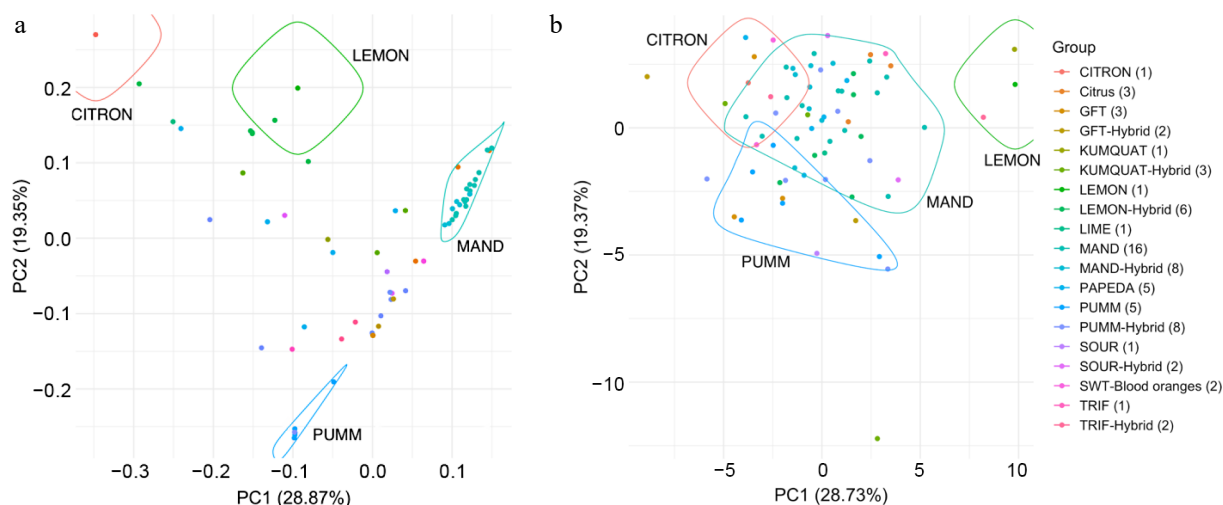 a
0.2
0.1
0.0
−0.1
−0.2
PC2 (19.35%)
CITRON
LEMON
MAND
PUMM
−0.3
−0.2
−0.1
0.0
0.1
PC1 (28.87%)
b
0
−5
−10
PC2 (19.37%)
CITRON
LEMON
MAND
PUMM
−5
0
5
10
PC1 (28.73%)
Group
CITRON (1)
Citrus (3)
GFT (3)
GFT-Hybrid (2)
KUMQUAT (1)
KUMQUAT-Hybrid (3)
LEMON (1)
LEMON-Hybrid (6)
LIME (1)
MAND (16)
MAND-Hybrid (8)
PAPEDA (5)
PUMM (5)
PUMM-Hybrid (8)
SOUR (1)
SOUR-Hybrid (2)
SWT-Blood oranges (2)
TRIF (1)
TRIF-Hybrid (2)